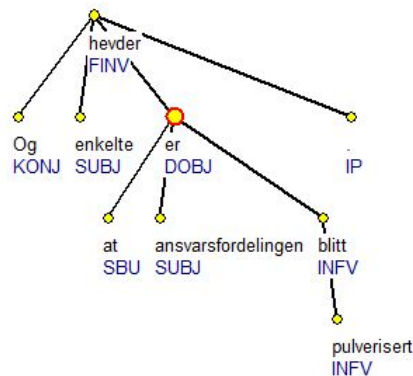 hevder
FINV
Og enkelte er .
KONJ SUBJ DOBJ IP
at ansvarsfordelingen blitt
SBU SUBJ INFV
pulverisert
INFV